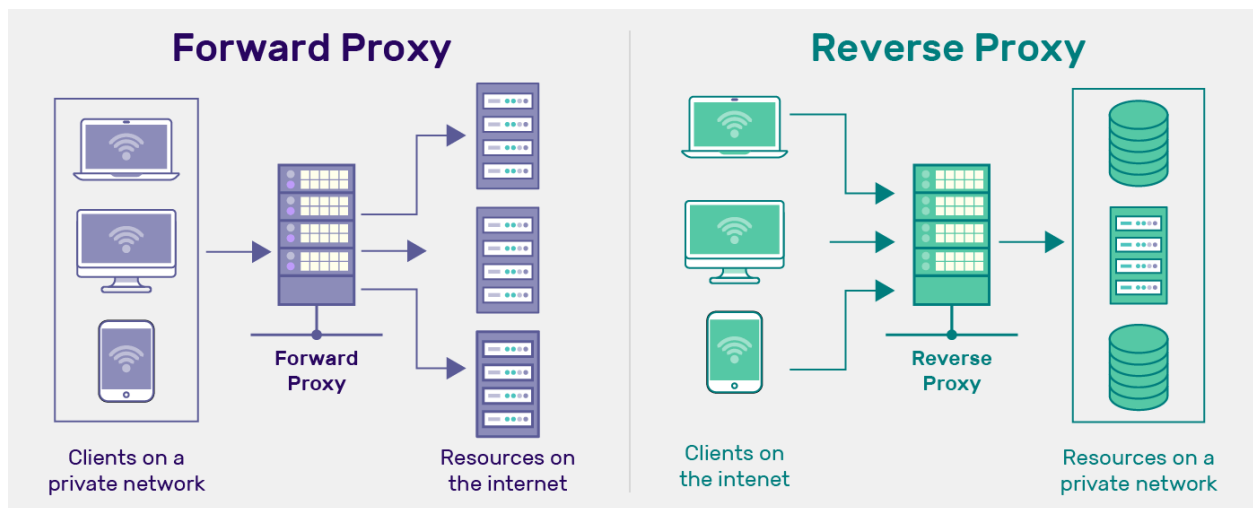 Forward Proxy
Forward
Proxy
Clients on a
private network
Resources on
the internet
Reverse Proxy
Reverse
Proxy
Clients on
the intenet
Resources on a
private network